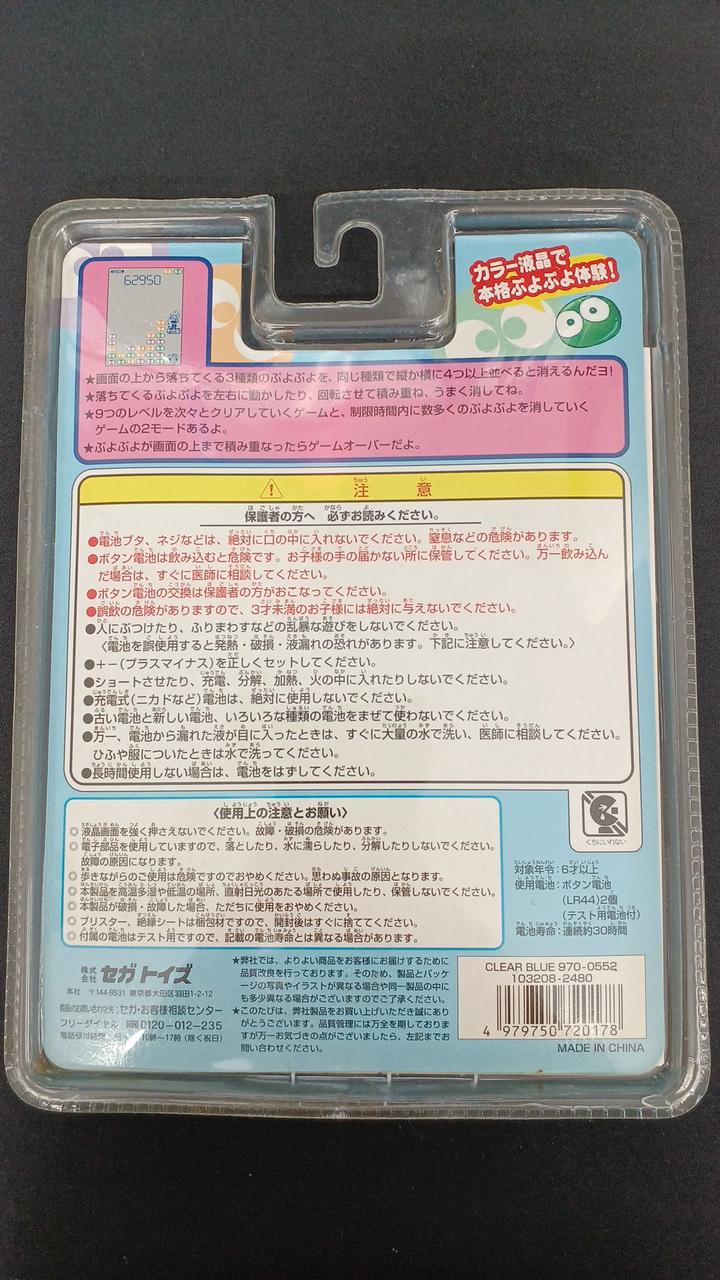 62950
カラー液晶で
本格ぷよぷよ体験!
★画面の上から落ちてくる3種類のぷよぷよを、同じ種類で縦か横に4つ以上並べると消えるんだヨ!
★落ちてくるぷよぷよを左右に動かしたり、回転させて積み重ね、うまく消してね。
★9つのレベルを次々とクリアしていくゲームと、制限時間内に数多くのぷよぷよを消していく
ゲームの2モードあるよ。
★ぷよぷよが画面の上まで積み重なったらゲームオーバーだよ。
注 意
保護者の方へ 必ずお読みください。
●電池ブタ、ネジなどは、絶対に口の中に入れないでください。窒息などの危険があります。
●ボタン電池は飲み込むと危険です。お子様の手の届かない所に保管してください。万一飲み込ん
だ場合は、すぐに医師に相談してください。
●ボタン電池の交換は保護者の方がおこなってください。
●誤飲の危険がありますので、3才未満のお子様には絶対に与えないでください。
●人にぶつけたり、ふりまわすなどの乱暴な遊びをしないでください。
〈電池を誤使用すると発熱・破損・液漏れの恐れがあります。下記に注意してください。〉
●+−(プラスマイナス)を正しくセットしてください。
●ショートさせたり、充電、分解、加熱、火の中に入れたりしないでください。
●充電式(ニカドなど)電池は、絶対に使用しないでください。
●古い電池と新しい電池、いろいろな種類の電池をまぜて使わないでください。
●万一、電池から漏れた液が目に入ったときは、すぐに大量の水で洗い、医師に相談してください。
ひふや服についたときは水で洗ってください。
●長時間使用しない場合は、電池をはずしてください。
〈使用上の注意とお願い〉
◎液晶画面を強く押さえないでください。故障・破損の危険があります。
◎電子部品を使用していますので、落としたり、水に濡らしたり、分解したりしないでください。
故障の原因になります。
◎歩きながらのご使用は危険ですのでおやめください。思わぬ事故の原因となります。
◎本製品を高温多湿や低温の場所、直射日光のあたる場所で使用したり、保管しないでください。
◎本製品が破損・故障した場合、ただちに使用をおやめください。
◎ブリスター、絶縁シートは梱包材ですので、開封後はすぐに捨ててください。
◎付属の電池はテスト用ですので、記載の電池寿命とは異なる場合があります。
くちにいれない
対象年令:6才以上
使用電池:ボタン電池
(LR44)2個
(テスト用電池付)
電池寿命:連続約30時間
株式会社 セガトイズ
本社 〒144-8531 東京都大田区羽田1-2-12
商品のお問い合わせ先:セガ・お客様相談センター
フリーダイヤル 0120-012-235
10時〜17時(除く祝日)
★弊社では、よりよい商品をお客様にお届けするために
品質改良を行っております。そのため、製品とパッケ
ージの写真やイラストが異なる場合や同一製品の中に
も多少異なる場合がございますのでご了承ください。
★このたびは、弊社製品をお買い上げいただき誠にあり
がとうございます。品質管理には万全を期しております
が万一お気づきの点がございましたら、左記までお
問い合わせください。
CLEAR BLUE 970-0552
103208-2480
4 979750 720178
MADE IN CHINA